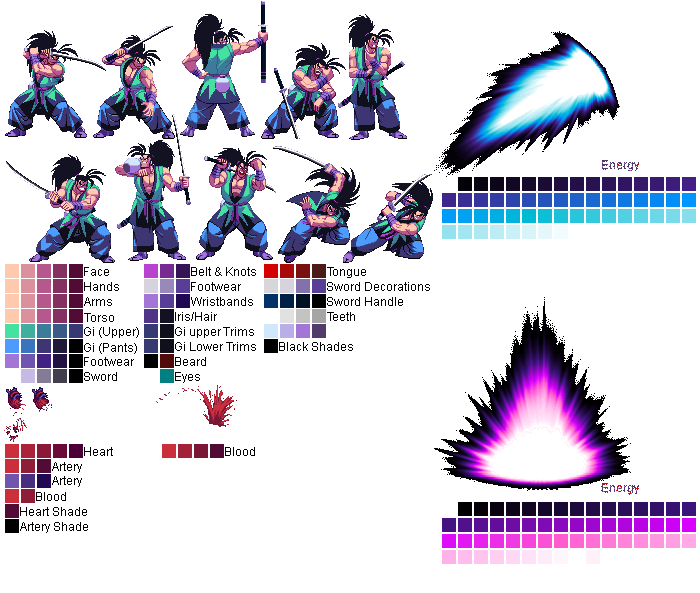 Energy
Face
Hands
Arms
Torso
Gi (Upper)
Gi (Pants)
Footwear
Sword
Belt & Knots
Footwear
Wristbands
Iris/Hair
Gi upper Trims
Gi Lower Trims
Beard
Eyes
Tongue
Sword Decorations
Sword Handle
Teeth
Black Shades
Heart
Artery
Artery
Blood
Heart Shade
Artery Shade
Blood
Energy